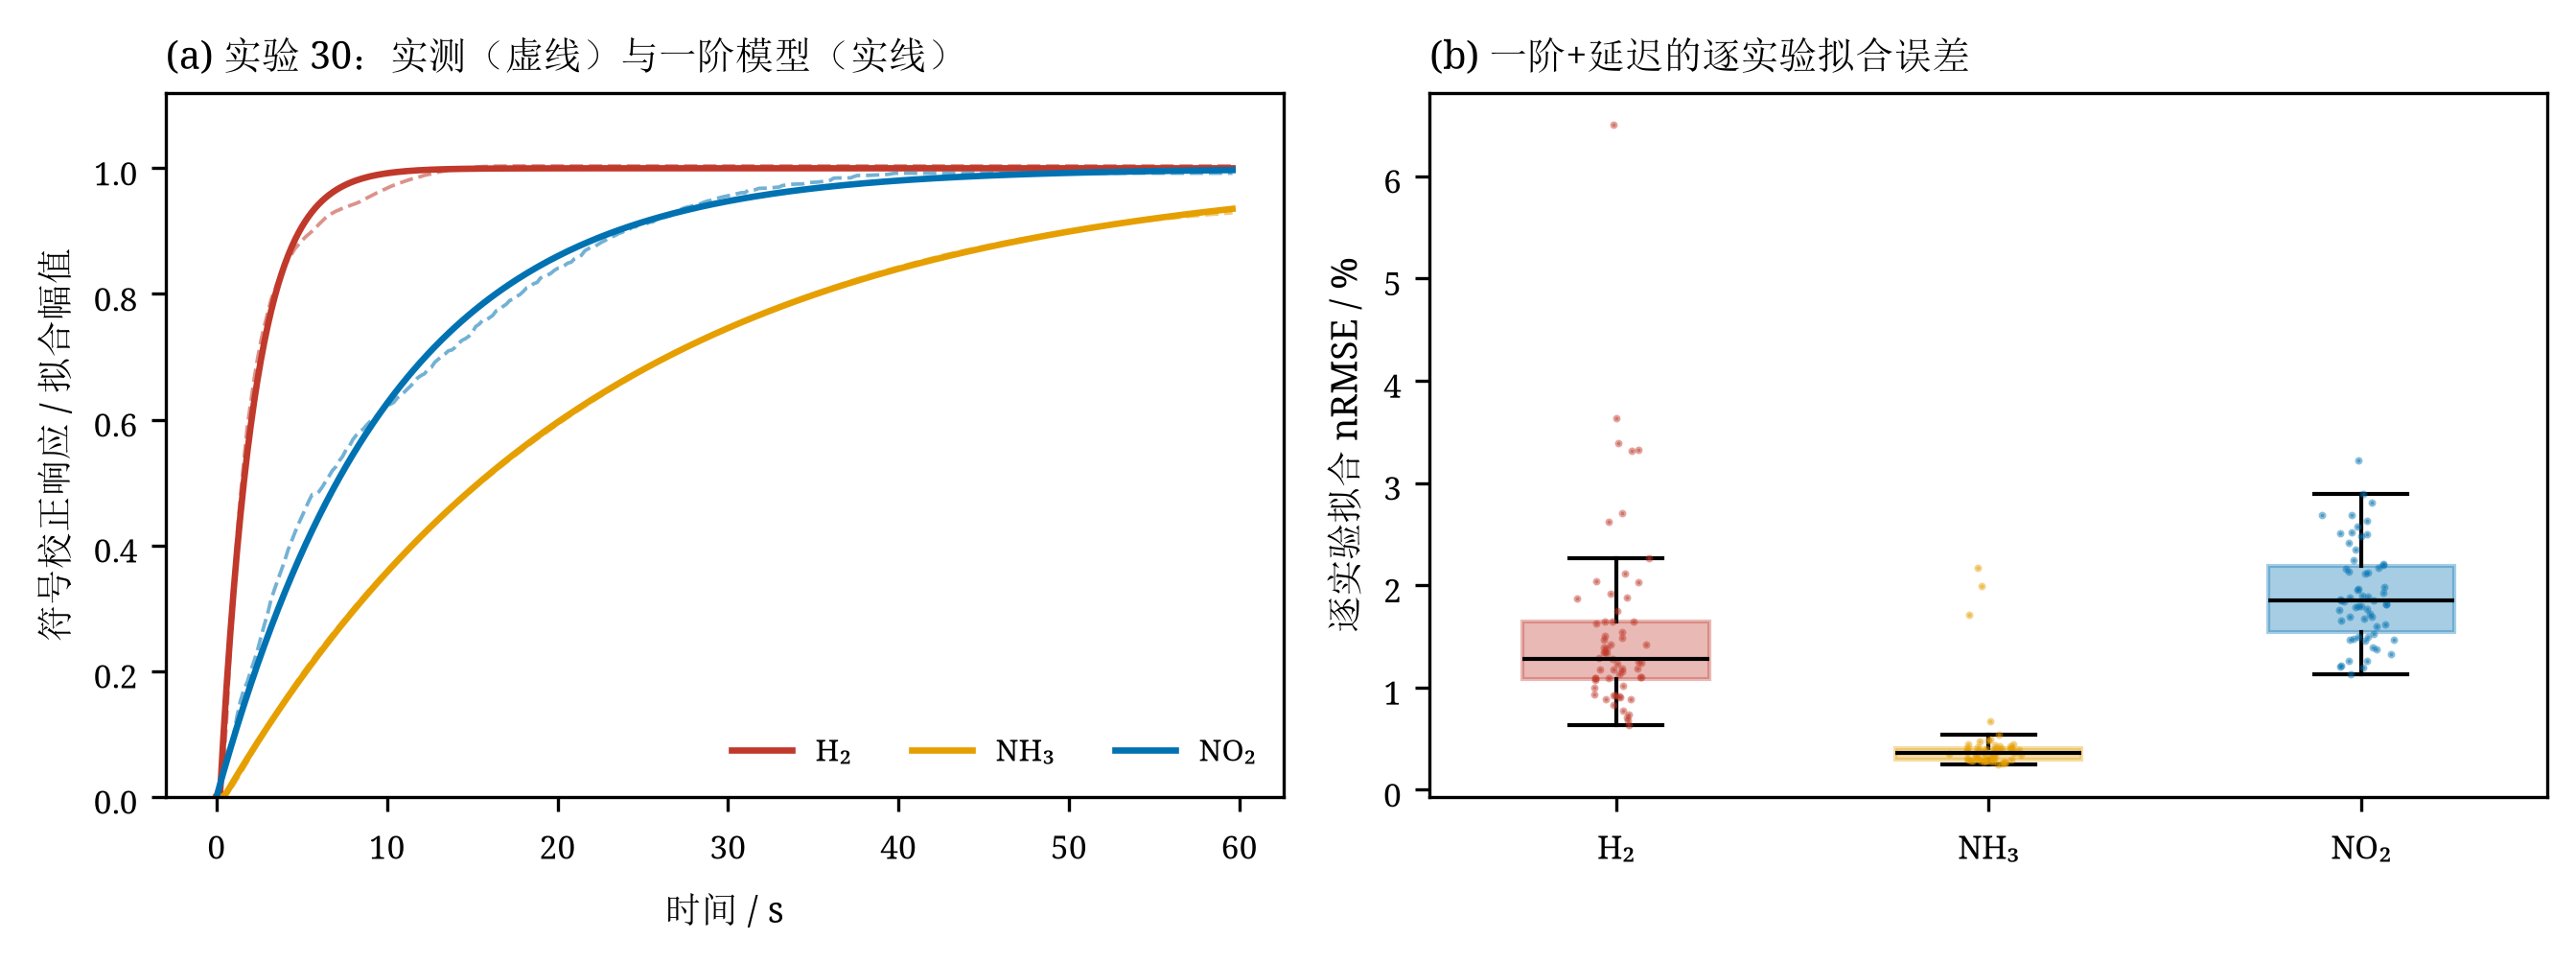 (a) 实验 30：实测（虚线）与一阶模型（实线）
符号校正响应 / 拟合幅值
1.0
0.8
0.6
0.4
0.2
0.0
0 10 20 30 40 50 60
时间 / s
H₂ NH₃ NO₂
(b) 一阶+延迟的逐实验拟合误差
逐实验拟合 nRMSE / %
6
5
4
3
2
1
0
H₂ NH₃ NO₂